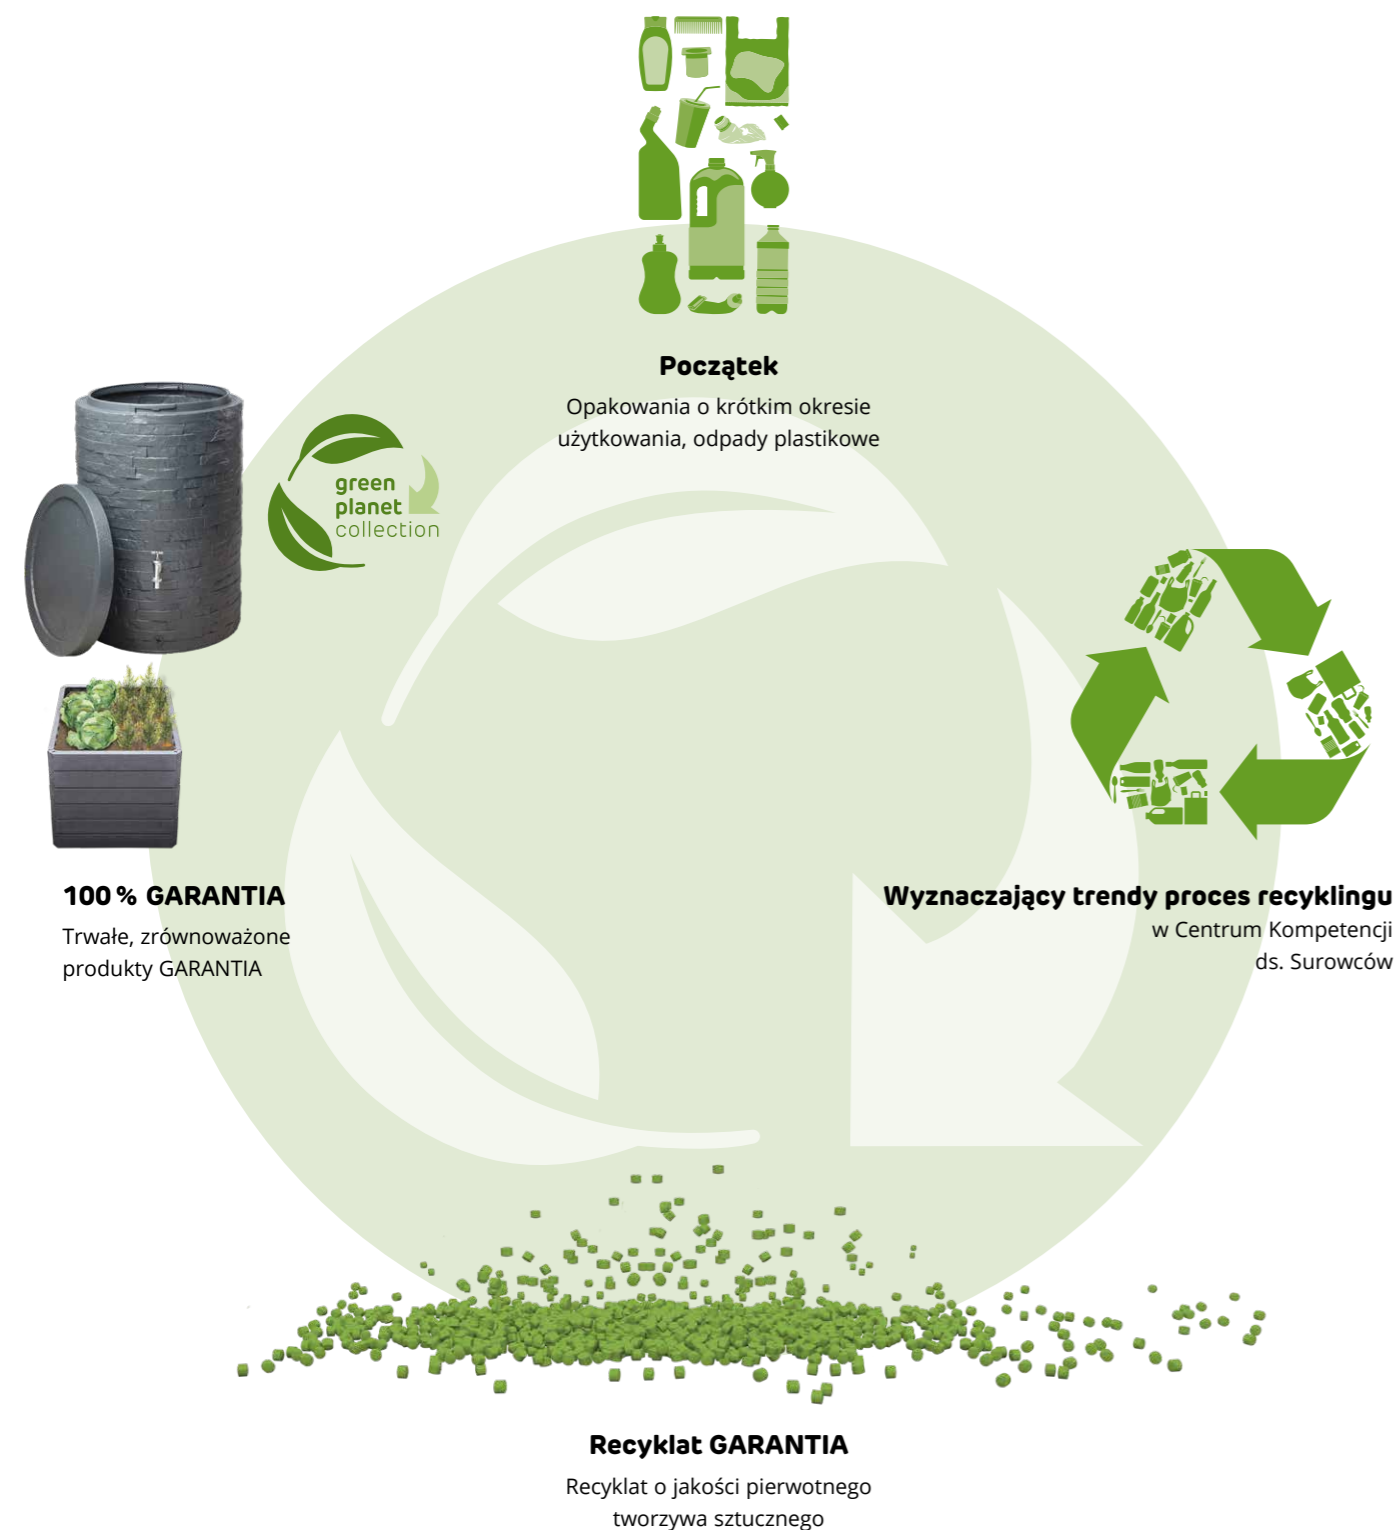 Początek
Opakowania o krótkim okresie
użytkowania, odpady plastikowe
green
planet
collection
100 % GARANTIA
Trwałe, zrównoważone
produkty GARANTIA
Wyznaczający trendy proces recyklingu
w Centrum Kompetencji
ds. Surowców
Recyklat GARANTIA
Recyklat o jakości pierwotnego
tworzywa sztucznego